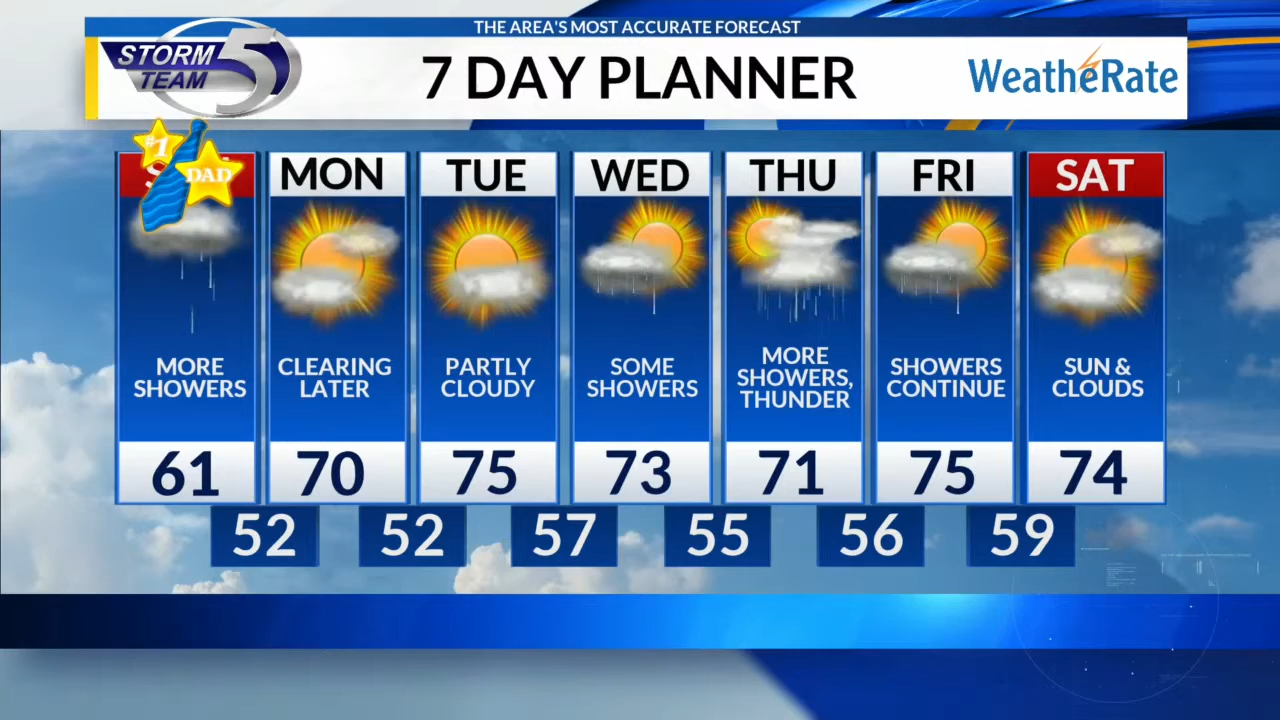 THE AREA'S MOST ACCURATE FORECAST
STORM TEAM 5
7 DAY PLANNER
WeatheRate
#1 DAD
MON TUE WED THU FRI SAT
MORE SHOWERS
CLEARING LATER
PARTLY CLOUDY
SOME SHOWERS
MORE SHOWERS, THUNDER
SHOWERS CONTINUE
SUN & CLOUDS
61 70 75 73 71 75 74
52 52 57 55 56 59